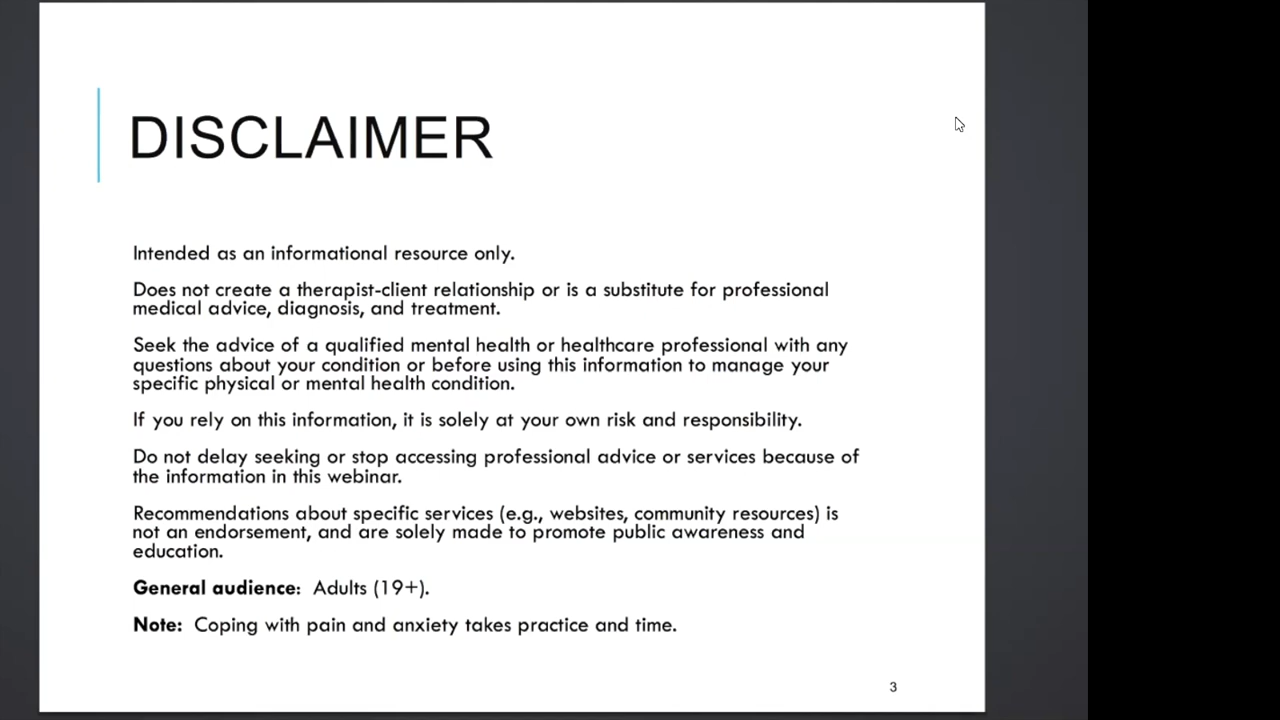 DISCLAIMER
Intended as an informational resource only.
Does not create a therapist-client relationship or is a substitute for professional
medical advice, diagnosis, and treatment.
Seek the advice of a qualified mental health or healthcare professional with any
questions about your condition or before using this information to manage your
specific physical or mental health condition.
If you rely on this information, it is solely at your own risk and responsibility.
Do not delay seeking or stop accessing professional advice or services because of
the information in this webinar.
Recommendations about specific services (e.g., websites, community resources) is
not an endorsement, and are solely made to promote public awareness and
education.
General audience:  Adults (19+).
Note:  Coping with pain and anxiety takes practice and time.
3